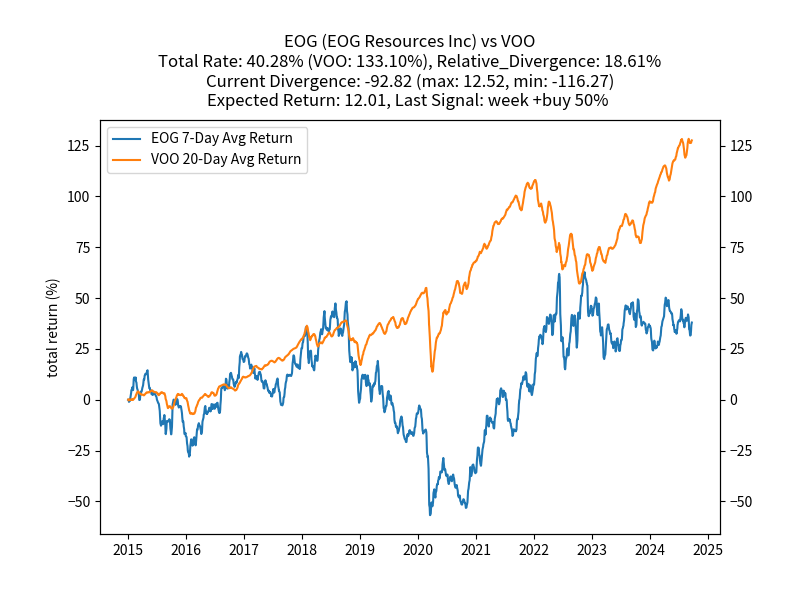 EOG (EOG Resources Inc) vs VOO
Total Rate: 40.28% (VOO: 133.10%), Relative_Divergence: 18.61%
Current Divergence: -92.82 (max: 12.52, min: -116.27)
Expected Return: 12.01, Last Signal: week +buy 50%
EOG 7-Day Avg Return
VOO 20-Day Avg Return
total return (%)
125 125
100 100
75 75
50 50
25 25
0 0
−25 −25
−50 −50
2015 2016 2017 2018 2019 2020 2021 2022 2023 2024 2025